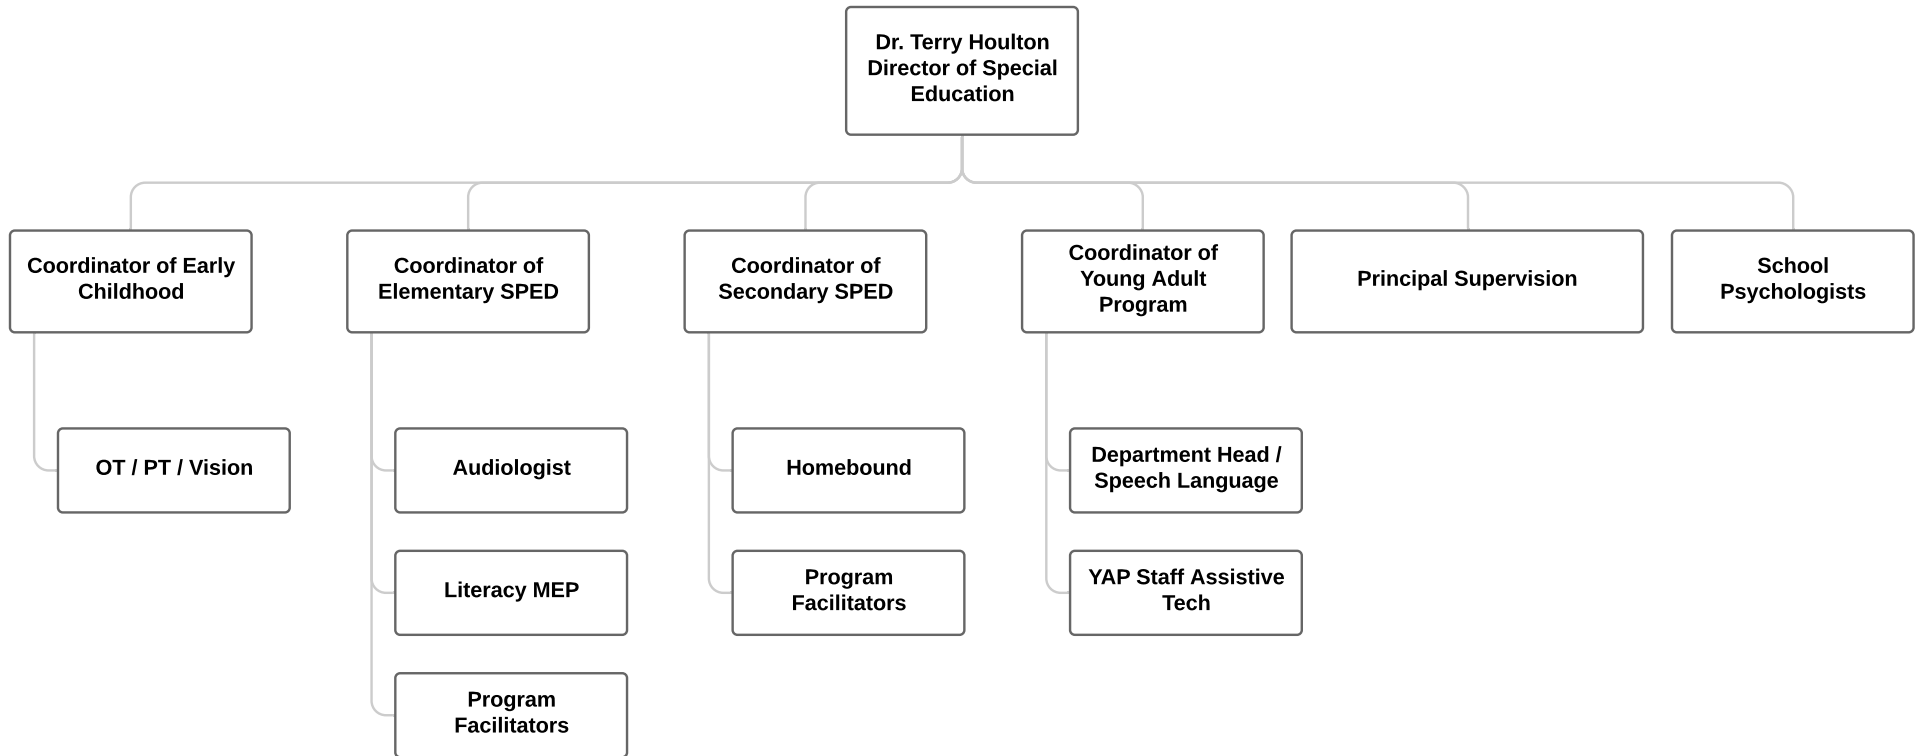 Dr. Terry Houlton
Director of Special
Education
Coordinator of Early
Childhood
Coordinator of
Elementary SPED
Coordinator of
Secondary SPED
Coordinator of
Young Adult
Program
Principal Supervision
School
Psychologists
OT / PT / Vision
Audiologist
Homebound
Department Head /
Speech Language
Literacy MEP
Program
Facilitators
YAP Staff Assistive
Tech
Program
Facilitators